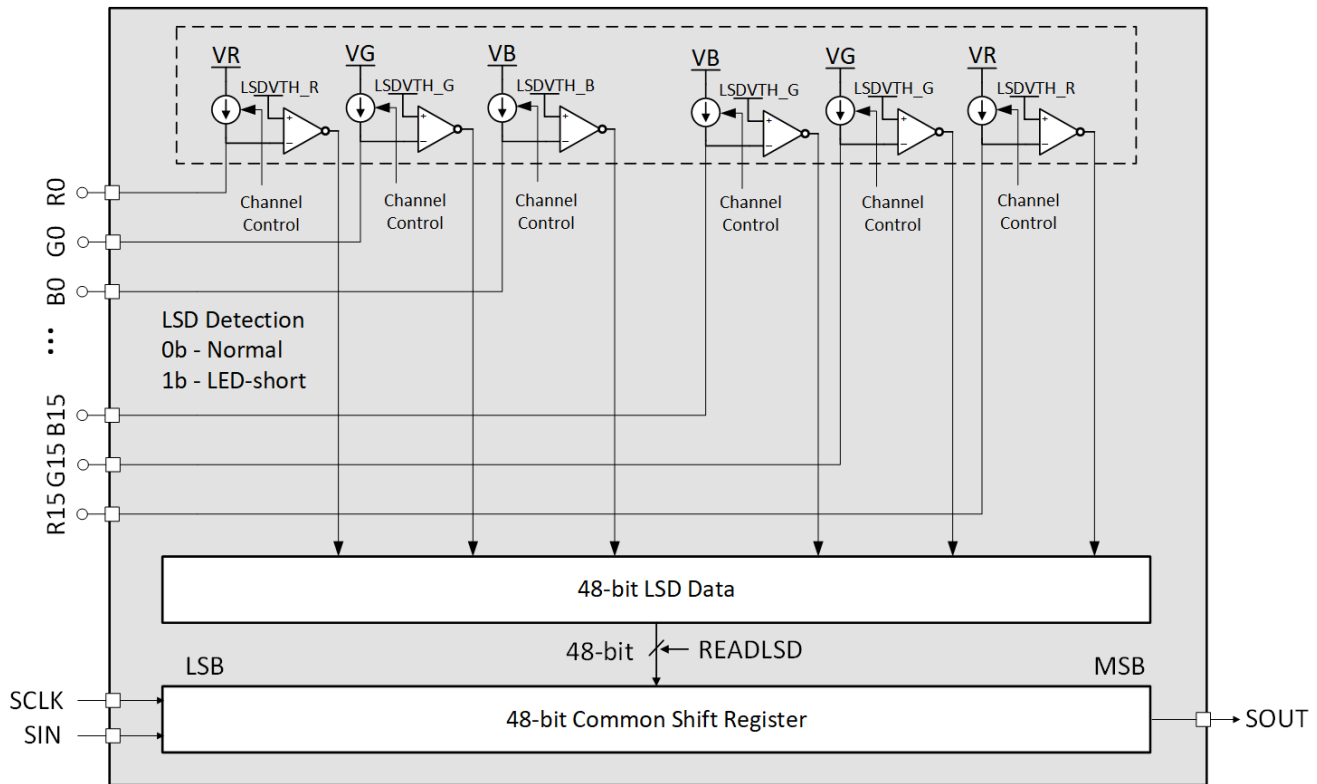 VR
VG
VB
VB
VG
VR
LSDVTH_R
LSDVTH_G
LSDVTH_B
LSDVTH_G
LSDVTH_G
LSDVTH_R
+
+
+
+
+
+
−
−
−
−
−
−
Channel
Control
Channel
Control
Channel
Control
Channel
Control
Channel
Control
Channel
Control
R0
G0
B0
...
B15
G15
R15
LSD Detection
0b - Normal
1b - LED-short
48-bit LSD Data
48-bit
READLSD
LSB
MSB
SCLK
SIN
48-bit Common Shift Register
SOUT